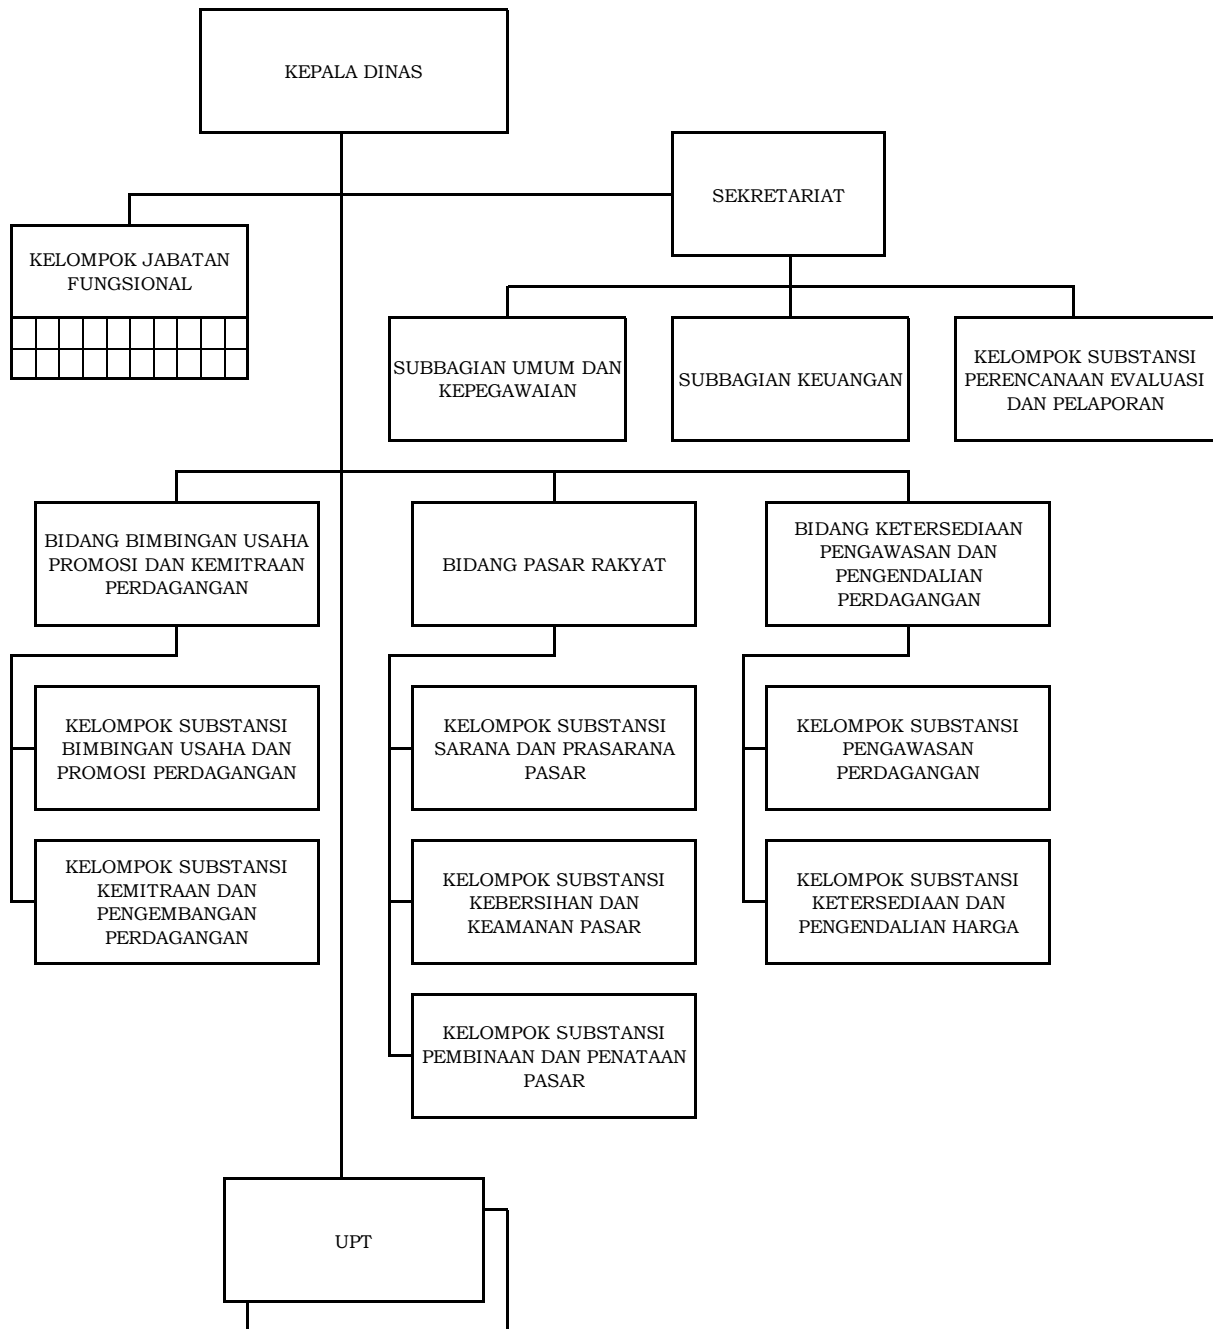 KEPALA DINAS
SEKRETARIAT
KELOMPOK JABATAN
FUNGSIONAL
SUBBAGIAN UMUM DAN
KEPEGAWAIAN
SUBBAGIAN KEUANGAN
KELOMPOK SUBSTANSI
PERENCANAAN EVALUASI
DAN PELAPORAN
BIDANG BIMBINGAN USAHA
PROMOSI DAN KEMITRAAN
PERDAGANGAN
BIDANG PASAR RAKYAT
BIDANG KETERSEDIAAN
PENGAWASAN DAN
PENGENDALIAN
PERDAGANGAN
KELOMPOK SUBSTANSI
BIMBINGAN USAHA DAN
PROMOSI PERDAGANGAN
KELOMPOK SUBSTANSI
SARANA DAN PRASARANA
PASAR
KELOMPOK SUBSTANSI
PENGAWASAN
PERDAGANGAN
KELOMPOK SUBSTANSI
KEMITRAAN DAN
PENGEMBANGAN
PERDAGANGAN
KELOMPOK SUBSTANSI
KEBERSIHAN DAN
KEAMANAN PASAR
KELOMPOK SUBSTANSI
KETERSEDIAAN DAN
PENGENDALIAN HARGA
KELOMPOK SUBSTANSI
PEMBINAAN DAN PENATAAN
PASAR
UPT